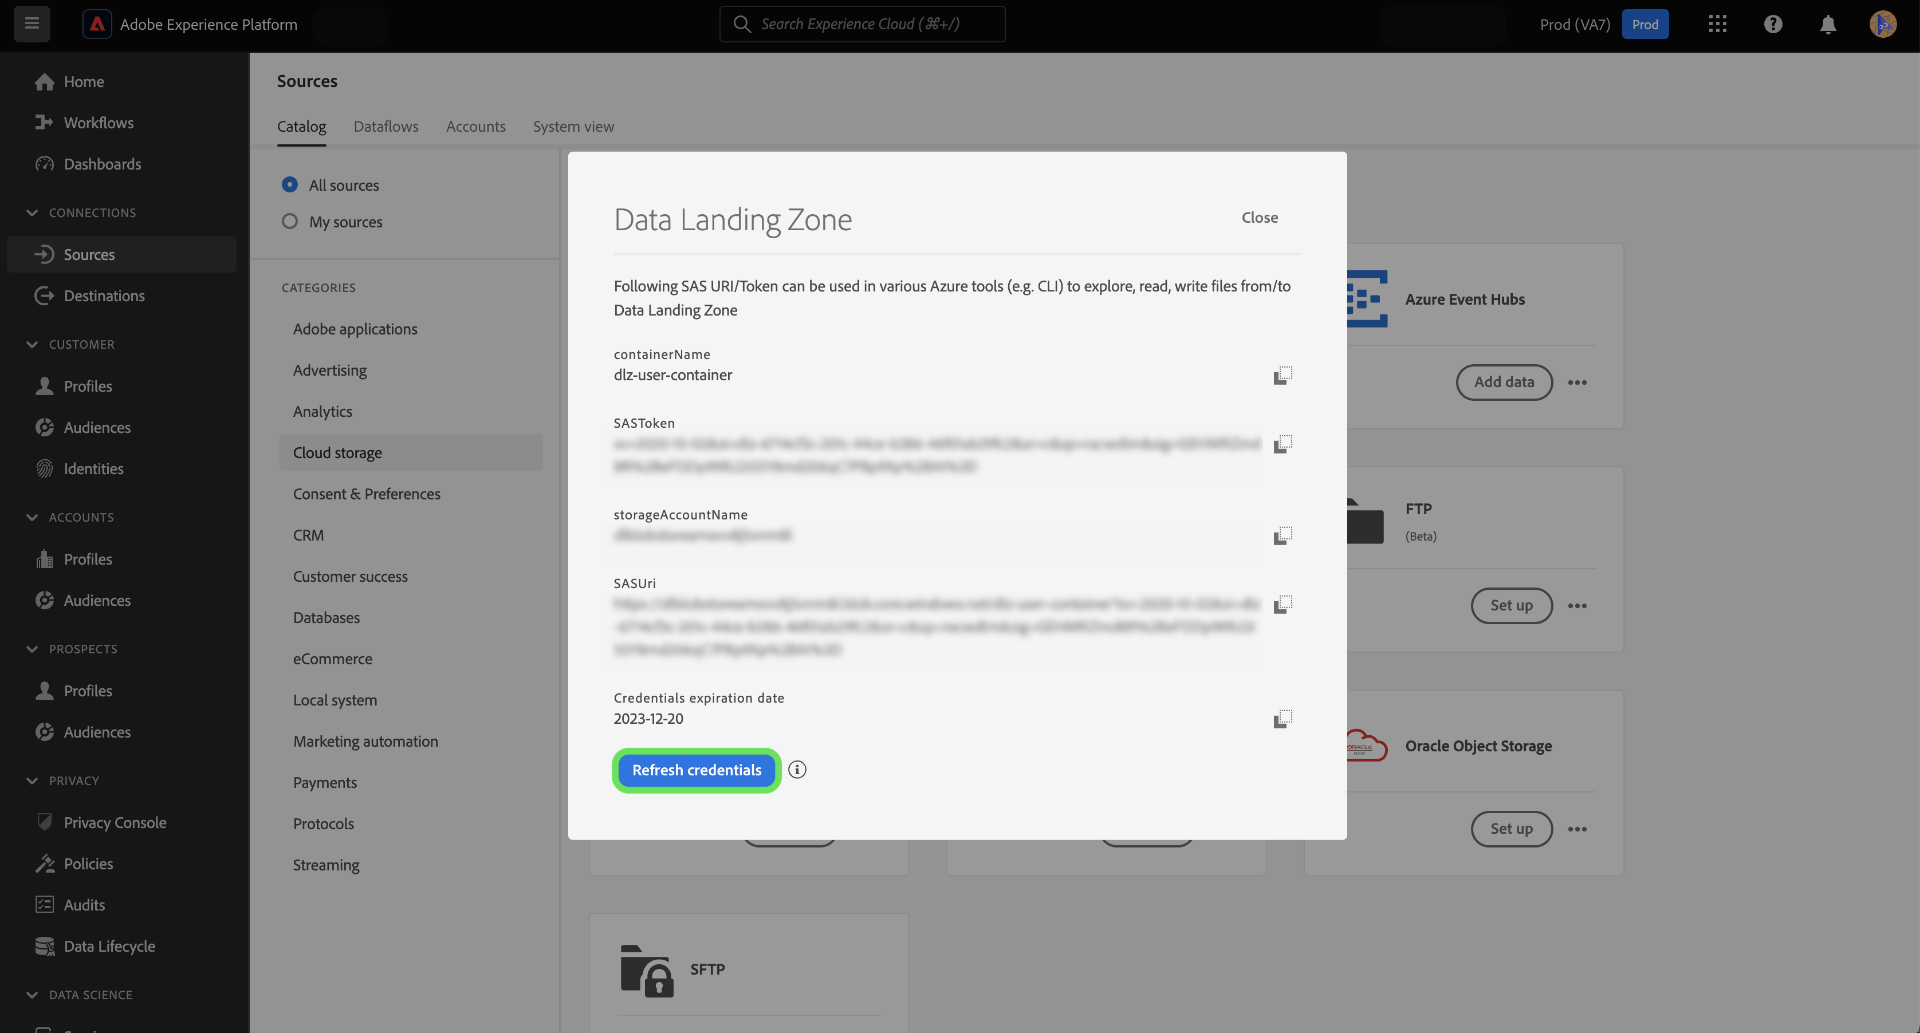 Adobe Experience Platform
Search Experience Cloud (⌘+/)
Prod (VA7)
Prod
Home
Workflows
Dashboards
CONNECTIONS
Sources
Destinations
CUSTOMER
Profiles
Audiences
Identities
ACCOUNTS
Profiles
Audiences
PROSPECTS
Profiles
Audiences
PRIVACY
Privacy Console
Policies
Audits
Data Lifecycle
DATA SCIENCE
Sources
Catalog Dataflows Accounts System view
All sources
My sources
CATEGORIES
Adobe applications
Advertising
Analytics
Cloud storage
Consent & Preferences
CRM
Customer success
Databases
eCommerce
Local system
Marketing automation
Payments
Protocols
Streaming
Data Landing Zone
Close
Following SAS URI/Token can be used in various Azure tools (e.g. CLI) to explore, read, write files from/to
Data Landing Zone
containerName
dlz-user-container
SASToken
storageAccountName
SASUri
Credentials expiration date
2023-12-20
Refresh credentials
Azure Event Hubs
Add data
FTP
(Beta)
Set up
Oracle Object Storage
Set up
SFTP